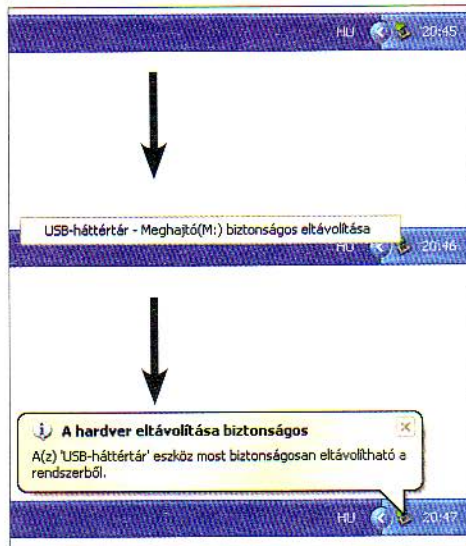 HU 20:45
USB-háttértár - Meghajtó(M:) biztonságos eltávolítása
HU 20:46
A hardver eltávolítása biztonságos
A(z) 'USB-háttértár' eszköz most biztonságosan eltávolítható a
rendszerből.
HU 20:47